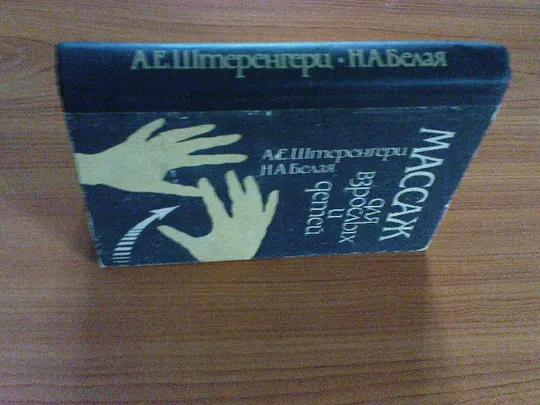 А.Е.Штеренгерц · Н.А.Белая
А.Е.Штеренгерц
Н.А.Белая
МАССАЖ
для
взрослых
и
детей